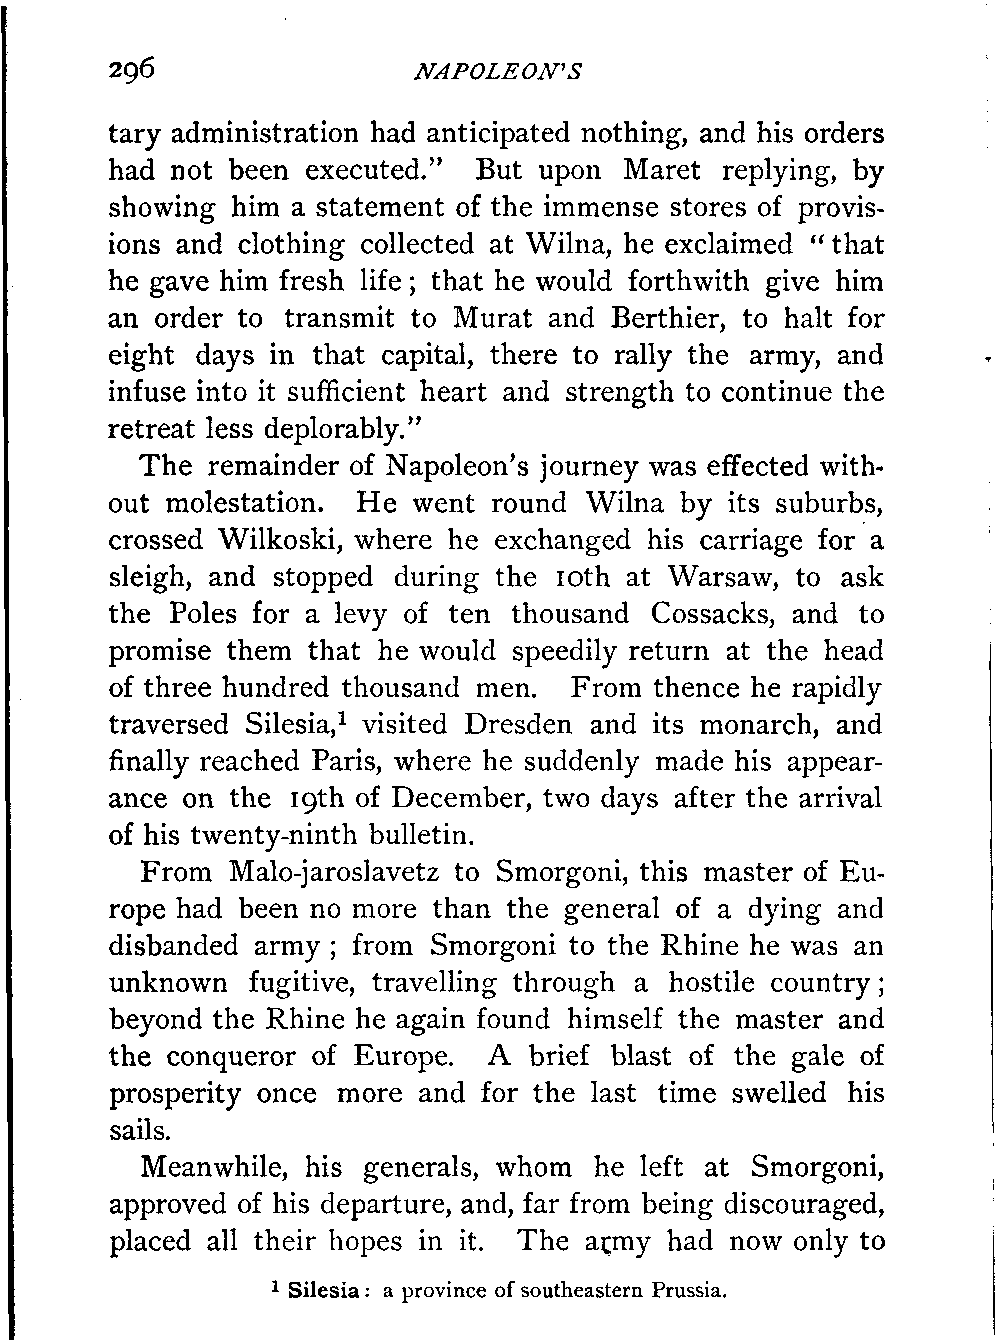 296 NAPOLEON'S
tary administration had anticipated nothing, and his orders
had not been executed.” But upon Maret replying, by
showing him a statement of the immense stores of provis-
ions and clothing collected at Wilna, he exclaimed “that
he gave him fresh life; that he would forthwith give him
an order to transmit to Murat and Berthier, to halt for
eight days in that capital, there to rally the army, and
infuse into it sufficient heart and strength to continue the
retreat less deplorably.”
The remainder of Napoleon's journey was effected with-
out molestation. He went round Wilna by its suburbs,
crossed Wilkoski, where he exchanged his carriage for a
sleigh, and stopped during the 10th at Warsaw, to ask
the Poles for a levy of ten thousand Cossacks, and to
promise them that he would speedily return at the head
of three hundred thousand men. From thence he rapidly
traversed Silesia,¹ visited Dresden and its monarch, and
finally reached Paris, where he suddenly made his appear-
ance on the 19th of December, two days after the arrival
of his twenty-ninth bulletin.
From Malo-jaroslavetz to Smorgoni, this master of Eu-
rope had been no more than the general of a dying and
disbanded army; from Smorgoni to the Rhine he was an
unknown fugitive, travelling through a hostile country;
beyond the Rhine he again found himself the master and
the conqueror of Europe. A brief blast of the gale of
prosperity once more and for the last time swelled his
sails.
Meanwhile, his generals, whom he left at Smorgoni,
approved of his departure, and, far from being discouraged,
placed all their hopes in it. The army had now only to
¹ Silesia: a province of southeastern Prussia.